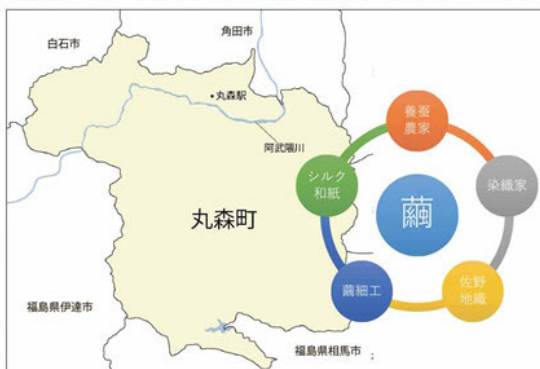 白石市
角田市
・丸森駅
阿武隈川
丸森町
福島県伊達市
福島県相馬市
養蚕
農家
染織家
佐野
地織
繭細工
シルク
和紙
繭